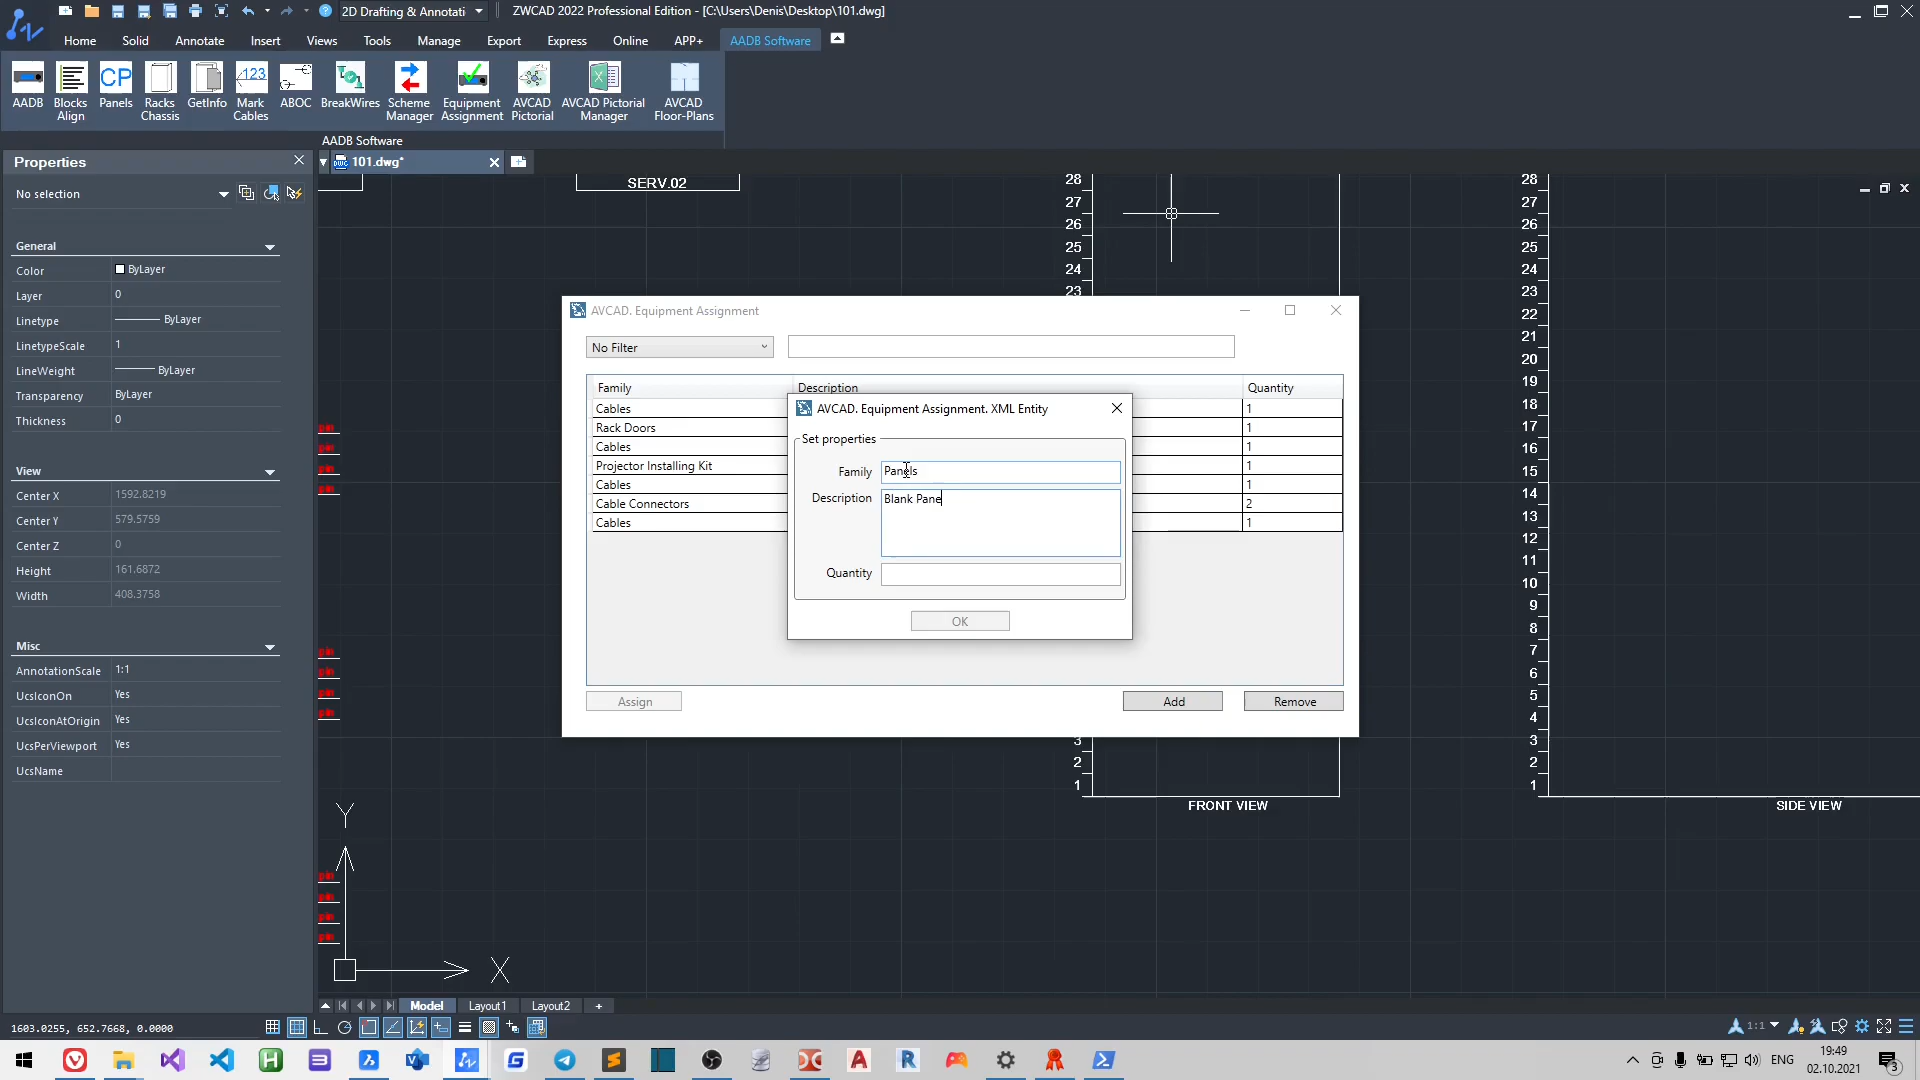 2D Drafting & Annotati
ZWCAD 2022 Professional Edition - [C:\Users\Denis\Desktop\101.dwg]
Home Solid Annotate Insert Views Tools Manage Export Express Online APP+ AADB Software
CP
123
AADB
Blocks Align
Panels
Racks Chassis
GetInfo
Mark Cables
ABOC
BreakWires
Scheme Manager
Equipment Assignment
AVCAD Pictorial
AVCAD Pictorial Manager
AVCAD Floor-Plans
AADB Software
Properties
101.dwg*
No selection
General
Color ByLayer
Layer 0
Linetype ByLayer
LinetypeScale 1
LineWeight ByLayer
Transparency ByLayer
Thickness 0
View
Center X 1592.8219
Center Y 579.5759
Center Z 0
Height 161.6872
Width 408.3758
Misc
AnnotationScale 1:1
UcsIconOn Yes
UcsIconAtOrigin Yes
UcsPerViewport Yes
UcsName
SERV.02
28
27
26
25
24
23
3
2
1
FRONT VIEW
28
27
26
25
24
23
22
21
20
19
18
17
16
15
14
13
12
11
10
9
8
7
6
5
4
3
2
1
SIDE VIEW
AVCAD. Equipment Assignment
No Filter
Family Description Quantity
Cables 1
Rack Doors 1
Cables 1
Projector Installing Kit 1
Cables 1
Cable Connectors 2
Cables 1
Assign Add Remove
AVCAD. Equipment Assignment. XML Entity
Set properties
Family Panels
Description Blank Pane
Quantity
OK
Y
X
Model Layout1 Layout2 +
1603.0255, 652.7668, 0.0000
1:1
ENG
19:49
02.10.2021
3